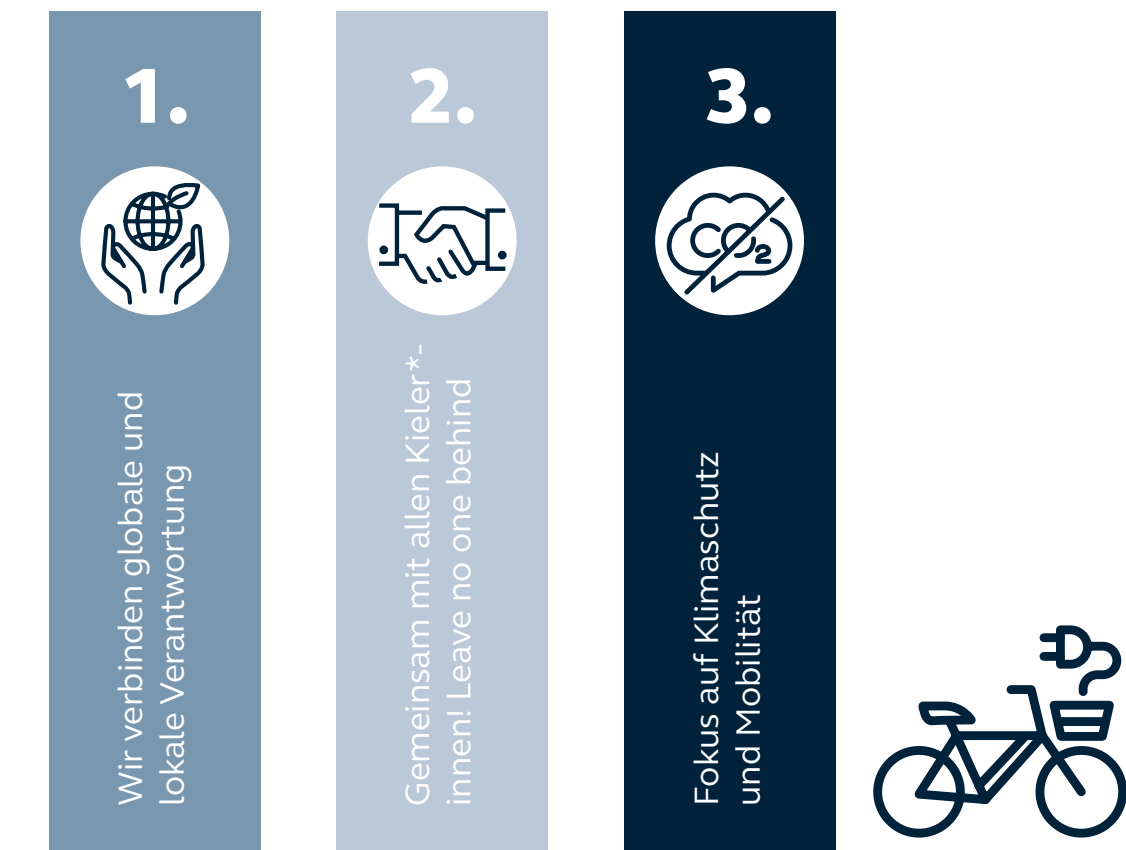 1.
Wir verbinden globale und
lokale Verantwortung
2.
Gemeinsam mit allen Kieler*-
innen! Leave no one behind
3.
CO2
Fokus auf Klimaschutz
und Mobilität